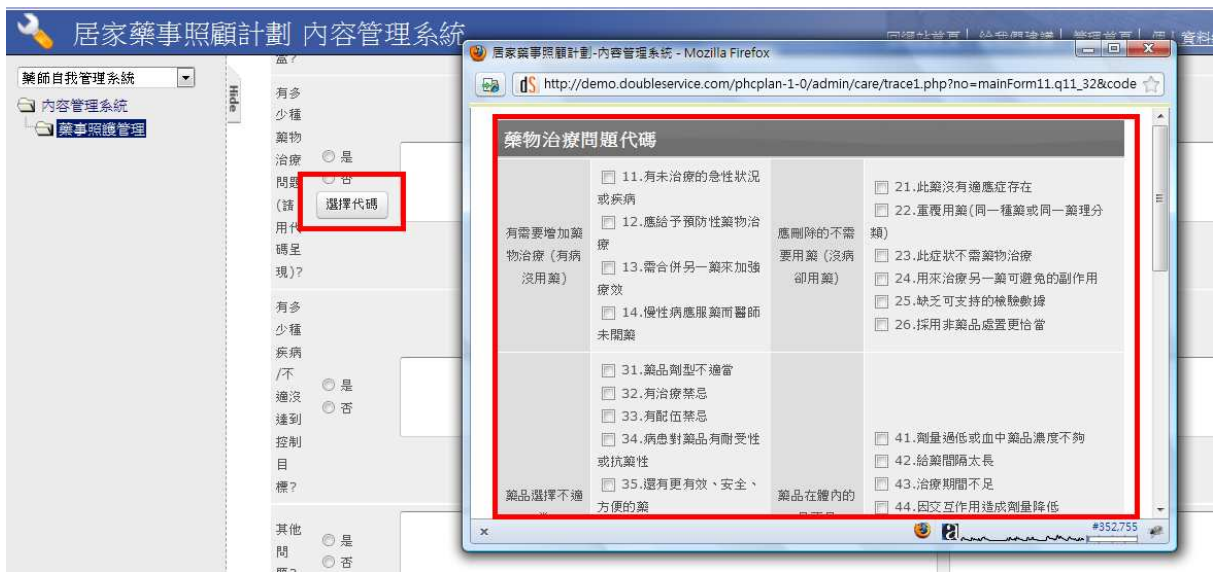 居家藥事照顧計劃 內容管理系統
居家藥事照顧計劃-內容管理系統 - Mozilla Firefox
http://demo.doubleservice.com/phcplan-1-0/admin/care/trace1.php?no=mainForm11.q11_32&code
藥師自我管理系統
Hide
內容管理系統
藥事照護管理
有多
少種
藥物
治療
問題
(請
用代
碼呈
現)?
是
否
選擇代碼
有多
少種
疾病
/不
適沒
達到
控制
目
標?
是
否
其他
問
是
否
藥物治療問題代碼
有需要增加藥
物治療 (有病
沒用藥)
11.有未治療的急性狀況
或疾病
12.應給予預防性藥物治
療
13.需合併另一藥來加強
療效
14.慢性病應服藥而醫師
未開藥
應刪除的不需
要用藥 (沒病
卻用藥)
21.此藥沒有適應症存在
22.重覆用藥(同一種藥或同一藥理分
類)
23.此症狀不需藥物治療
24.用來治療另一藥可避免的副作用
25.缺乏可支持的檢驗數據
26.採用非藥品處置更恰當
藥品選擇不適
31.藥品劑型不適當
32.有治療禁忌
33.有配伍禁忌
34.病患對藥品有耐受性
或抗藥性
35.還有更有效、安全、
方便的藥
藥品在體內的
41.劑量過低或血中藥品濃度不夠
42.給藥間隔太長
43.治療期間不足
44.因交互作用造成劑量降低
#352,755